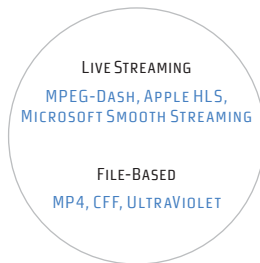 Live Streaming
MPEG-Dash, Apple HLS,
Microsoft Smooth Streaming
File-Based
MP4, CFF, UltraViolet